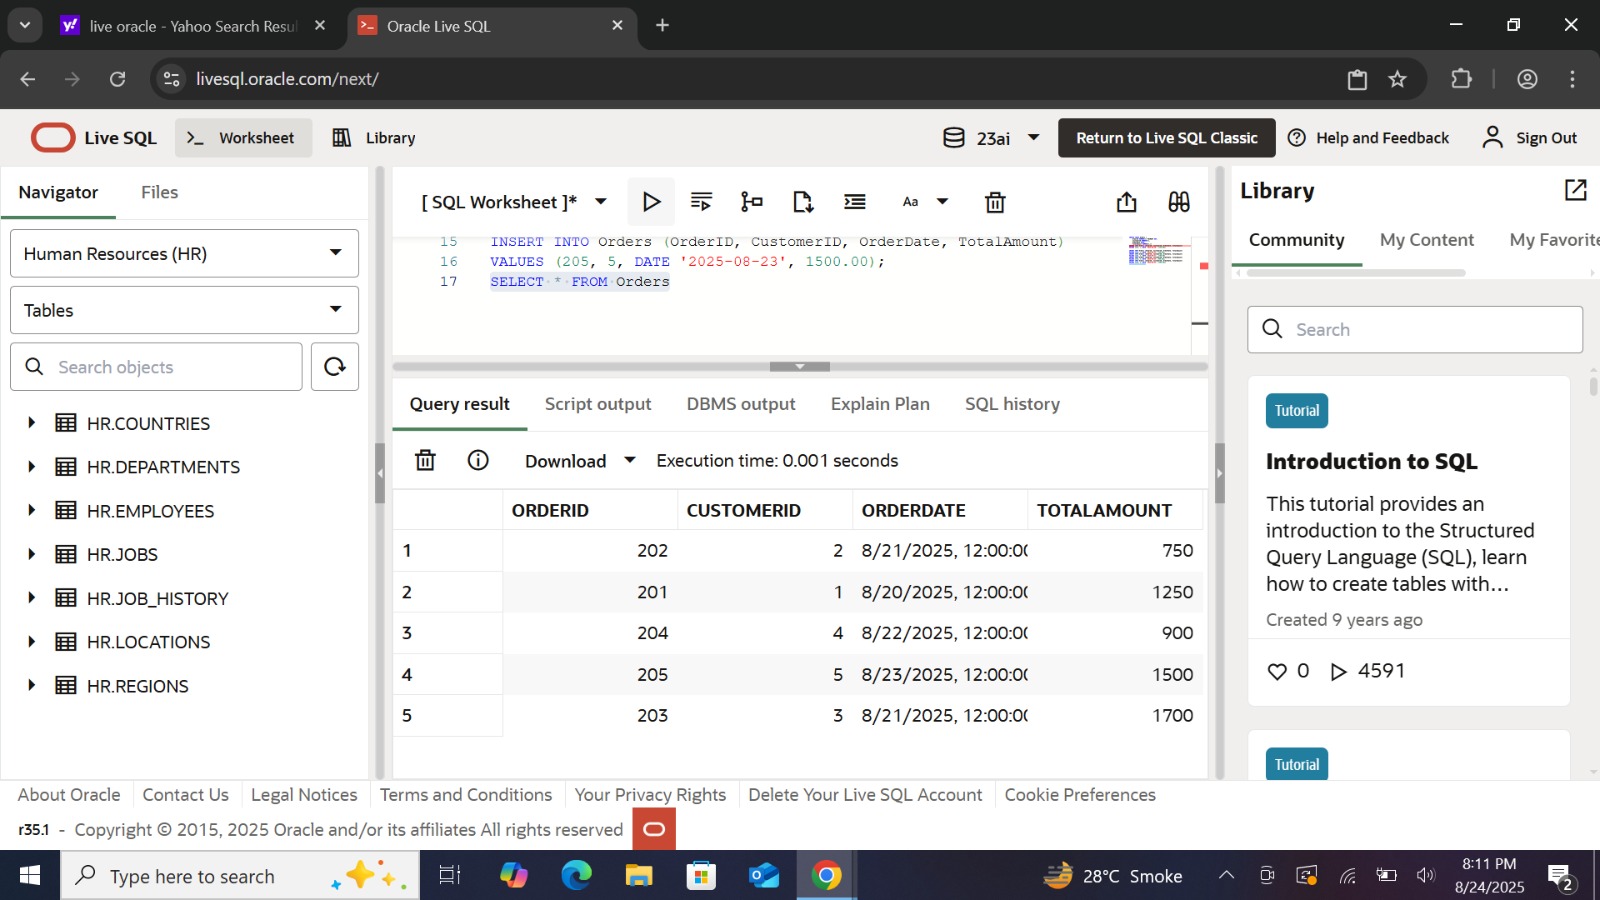 live oracle - Yahoo Search Resu
Oracle Live SQL
livesql.oracle.com/next/
Live SQL
Worksheet
Library
23ai
Return to Live SQL Classic
Help and Feedback
Sign Out
Navigator
Files
Human Resources (HR)
Tables
Search objects
HR.COUNTRIES
HR.DEPARTMENTS
HR.EMPLOYEES
HR.JOBS
HR.JOB_HISTORY
HR.LOCATIONS
HR.REGIONS
[ SQL Worksheet ]*
Aa
15 INSERT INTO Orders (OrderID, CustomerID, OrderDate, TotalAmount)
16 VALUES (205, 5, DATE '2025-08-23', 1500.00);
17 SELECT * FROM Orders
Query result
Script output
DBMS output
Explain Plan
SQL history
Download
Execution time: 0.001 seconds
ORDERID CUSTOMERID ORDERDATE TOTALAMOUNT
1 202 2 8/21/2025, 12:00:00 750
2 201 1 8/20/2025, 12:00:00 1250
3 204 4 8/22/2025, 12:00:00 900
4 205 5 8/23/2025, 12:00:00 1500
5 203 3 8/21/2025, 12:00:00 1700
Library
Community
My Content
My Favorite
Search
Tutorial
Introduction to SQL
This tutorial provides an
introduction to the Structured
Query Language (SQL), learn
how to create tables with...
Created 9 years ago
0 4591
Tutorial
About Oracle
Contact Us
Legal Notices
Terms and Conditions
Your Privacy Rights
Delete Your Live SQL Account
Cookie Preferences
r35.1 - Copyright © 2015, 2025 Oracle and/or its affiliates All rights reserved
Type here to search
28°C Smoke
8:11 PM
8/24/2025
2